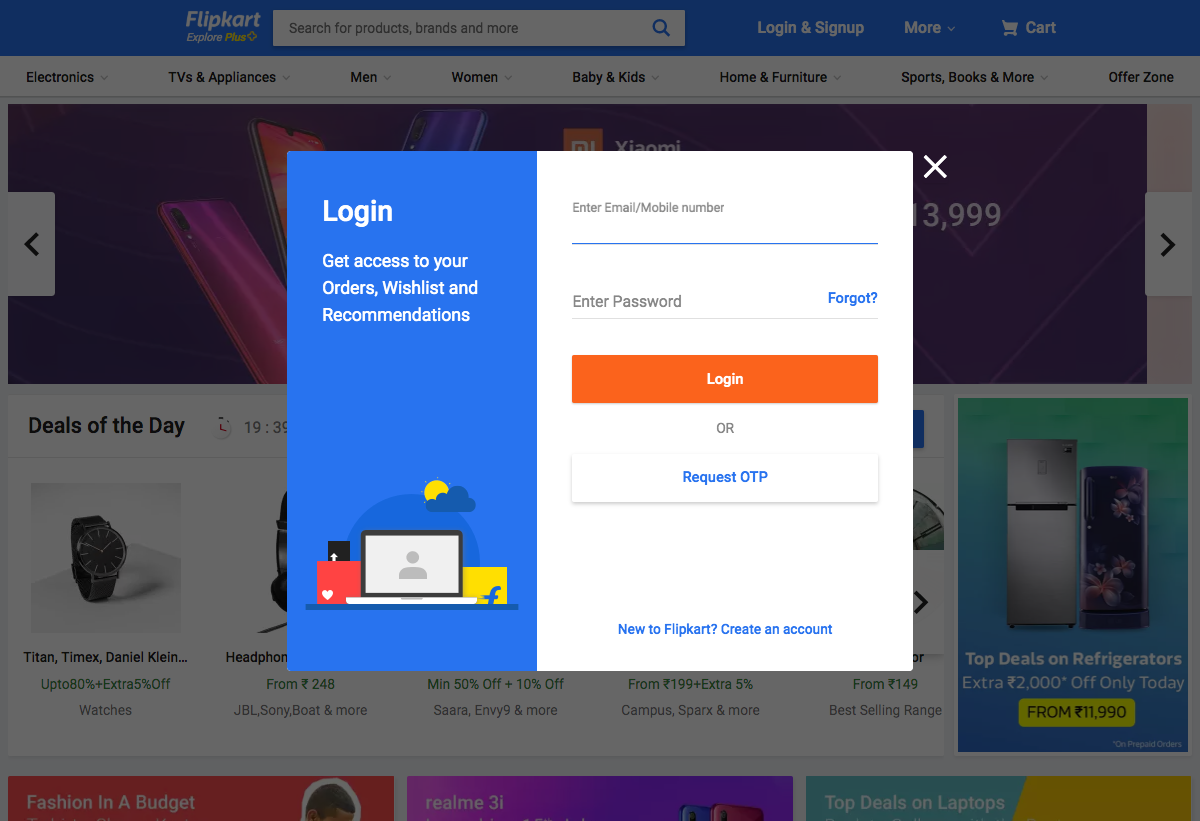 Flipkart
Explore Plus
Search for products, brands and more
Login & Signup
More
Cart
Electronics
TVs & Appliances
Men
Women
Baby & Kids
Home & Furniture
Sports, Books & More
Offer Zone
Xiaomi
13,999
Login
Get access to your
Orders, Wishlist and
Recommendations
Enter Email/Mobile number
Enter Password
Forgot?
Login
OR
Request OTP
New to Flipkart? Create an account
Deals of the Day
19 : 39
Titan, Timex, Daniel Klein...
Upto80%+Extra5%Off
Watches
From ₹ 248
JBL,Sony,Boat & more
Min 50% Off + 10% Off
Saara, Envy9 & more
From ₹199+Extra 5%
Campus, Sparx & more
From ₹149
Best Selling Range
Top Deals on Refrigerators
Extra ₹2,000* Off Only Today
FROM ₹11,990
*On Prepaid Orders
Fashion In A Budget
realme 3i
Top Deals on Laptops